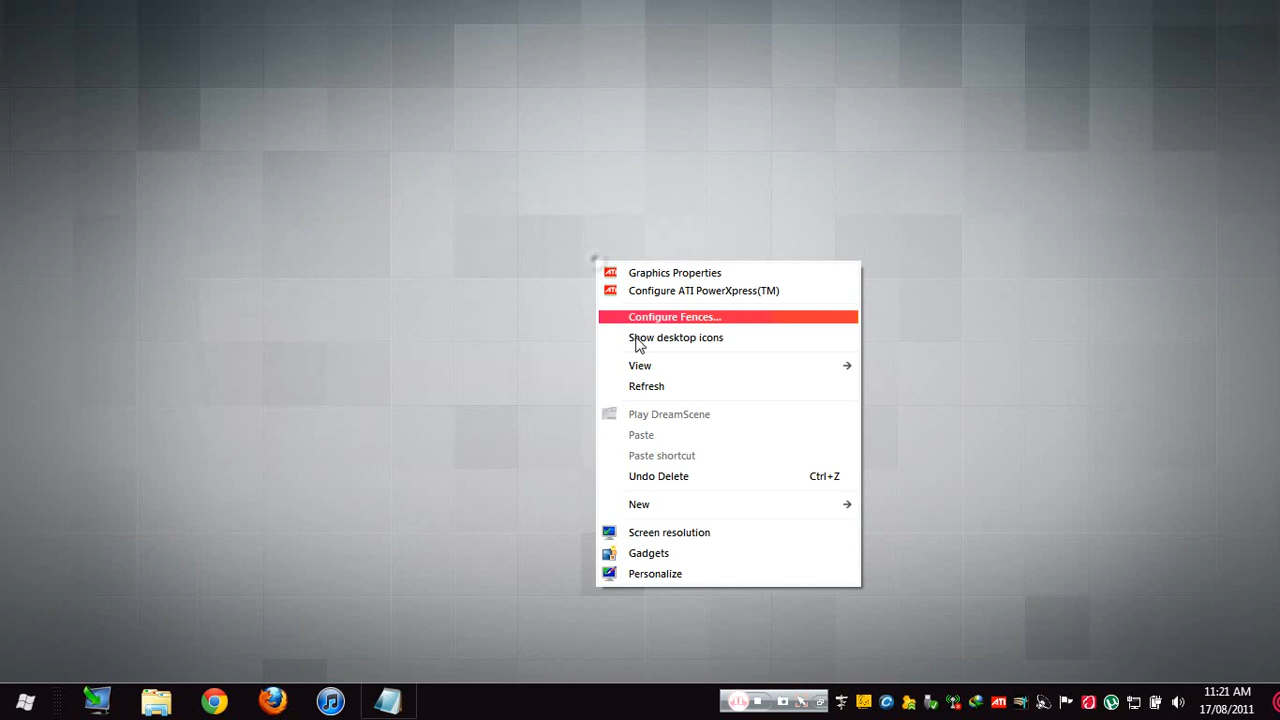 Graphics Properties
Configure ATI PowerXpress(TM)
Configure Fences...
Show desktop icons
View
Refresh
Play DreamScene
Paste
Paste shortcut
Undo Delete Ctrl+Z
New
Screen resolution
Gadgets
Personalize
11:21 AM
17/08/2011